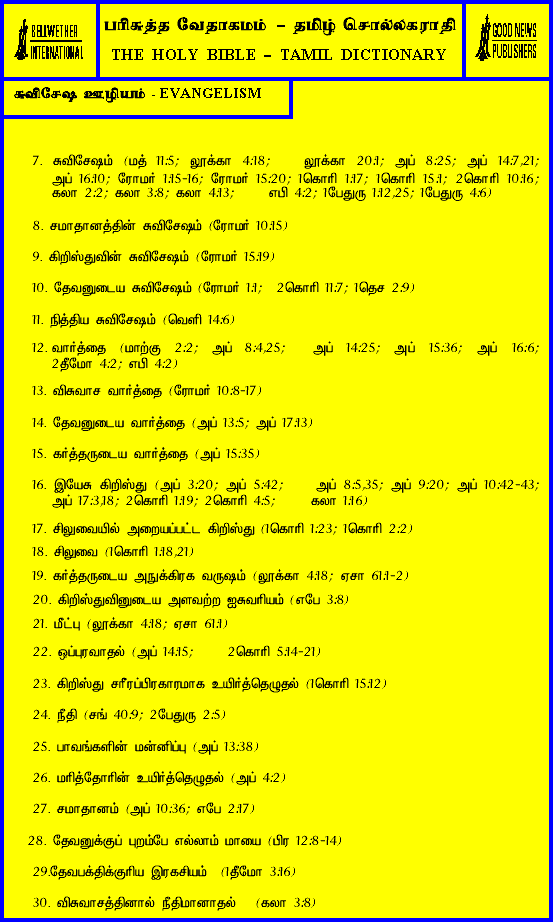 BELLWETHER
INTERNATIONAL
பரிசுத்த வேதாகமம் – தமிழ் சொல்லகராதி
THE HOLY BIBLE – TAMIL DICTIONARY
GOOD NEWS
PUBLISHERS
சுவிசேஷ ஊழியம் - EVANGELISM
7. சுவிசேஷம் (மத் 11:5; லூக்கா 4:18; லூக்கா 20:1; அப் 8:25; அப் 14:7,21;
அப் 16:10; ரோமர் 1:15-16; ரோமர் 15:20; 1கொரி 1:17; 1கொரி 15:1; 2கொரி 10:16;
கலா 2:2; கலா 3:8; கலா 4:13; எபி 4:2; 1பேதுரு 1:12,25; 1பேதுரு 4:6)
8. சமாதானத்தின் சுவிசேஷம் (ரோமர் 10:15)
9. கிறிஸ்துவின் சுவிசேஷம் (ரோமர் 15:19)
10. தேவனுடைய சுவிசேஷம் (ரோமர் 1:1; 2கொரி 11:7; 1தெச 2:9)
11. நித்திய சுவிசேஷம் (வெளி 14:6)
12. வார்த்தை (மாற்கு 2:2; அப் 8:4,25; அப் 14:25; அப் 15:36; அப் 16:6;
2தீமோ 4:2; எபி 4:2)
13. விசுவாச வார்த்தை (ரோமர் 10:8-17)
14. தேவனுடைய வார்த்தை (அப் 13:5; அப் 17:13)
15. கர்த்தருடைய வார்த்தை (அப் 15:35)
16. இயேசு கிறிஸ்து (அப் 3:20; அப் 5:42; அப் 8:5,35; அப் 9:20; அப் 10:42-43;
அப் 17:3,18; 2கொரி 1:19; 2கொரி 4:5; கலா 1:16)
17. சிலுவையில் அறையப்பட்ட கிறிஸ்து (1கொரி 1:23; 1கொரி 2:2)
18. சிலுவை (1கொரி 1:18,21)
19. கர்த்தருடைய அநுக்கிரக வருஷம் (லூக்கா 4:18; ஏசா 61:1-2)
20. கிறிஸ்துவினுடைய அளவற்ற ஐசுவரியம் (எபே 3:8)
21. மீட்பு (லூக்கா 4:18; ஏசா 61:1)
22. ஒப்புரவாதல் (அப் 14:15; 2கொரி 5:14-21)
23. கிறிஸ்து சரீரப்பிரகாரமாக உயிர்த்தெழுதல் (1கொரி 15:12)
24. நீதி (சங் 40:9; 2பேதுரு 2:5)
25. பாவங்களின் மன்னிப்பு (அப் 13:38)
26. மரித்தோரின் உயிர்த்தெழுதல் (அப் 4:2)
27. சமாதானம் (அப் 10:36; எபே 2:17)
28. தேவனுக்குப் புறம்பே எல்லாம் மாயை (பிர 12:8-14)
29.தேவபக்திக்குரிய இரகசியம் (1தீமோ 3:16)
30. விசுவாசத்தினால் நீதிமானாதல் (கலா 3:8)